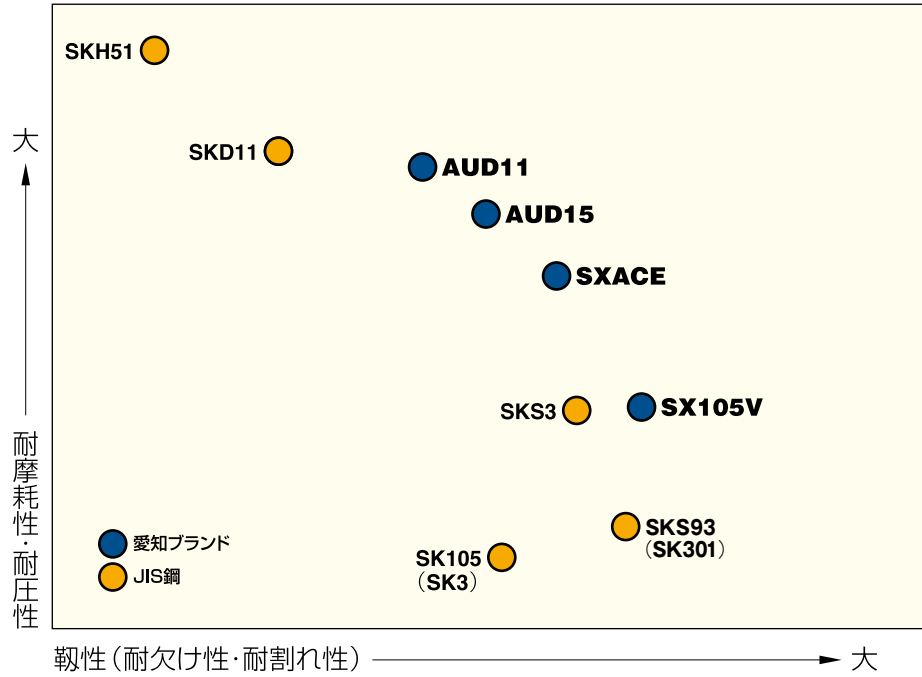 SKH51
SKD11
AUD11
AUD15
SXACE
SKS3
SX105V
SKS93
（SK301）
SK105
（SK3）
愛知ブランド
JIS鋼
大
耐摩耗性・耐圧性
靱性（耐欠け性・耐割れ性）
大